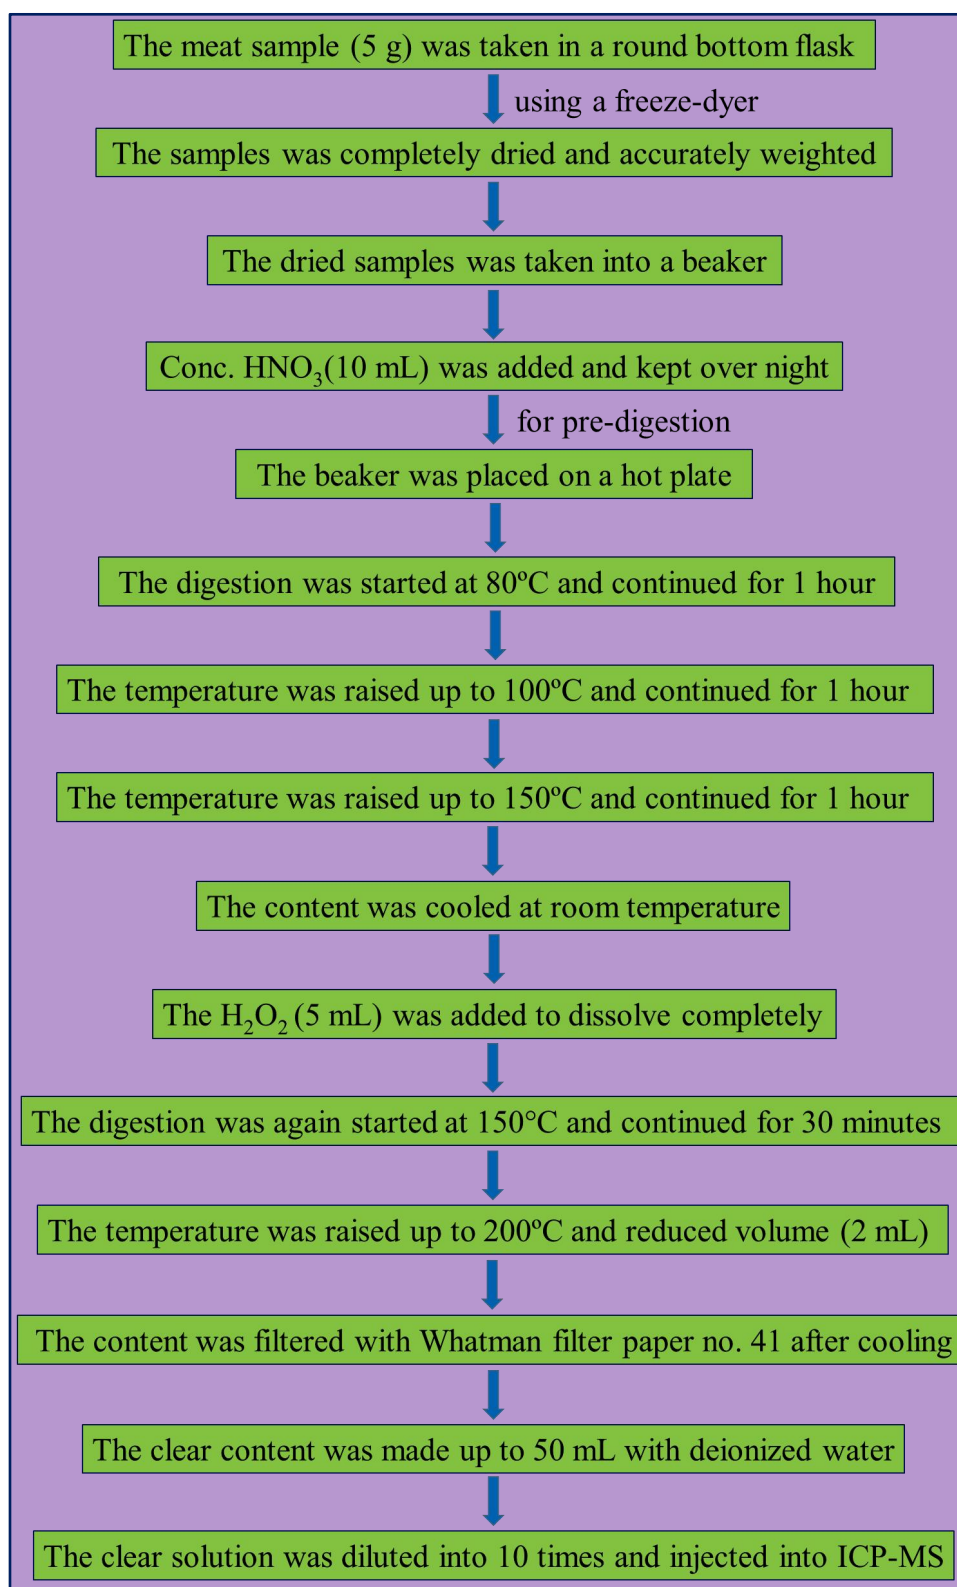 The meat sample (5 g) was taken in a round bottom flask
using a freeze-dyer
The samples was completely dried and accurately weighted
The dried samples was taken into a beaker
Conc. HNO₃(10 mL) was added and kept over night
for pre-digestion
The beaker was placed on a hot plate
The digestion was started at 80ºC and continued for 1 hour
The temperature was raised up to 100ºC and continued for 1 hour
The temperature was raised up to 150ºC and continued for 1 hour
The content was cooled at room temperature
The H₂O₂ (5 mL) was added to dissolve completely
The digestion was again started at 150°C and continued for 30 minutes
The temperature was raised up to 200ºC and reduced volume (2 mL)
The content was filtered with Whatman filter paper no. 41 after cooling
The clear content was made up to 50 mL with deionized water
The clear solution was diluted into 10 times and injected into ICP-MS